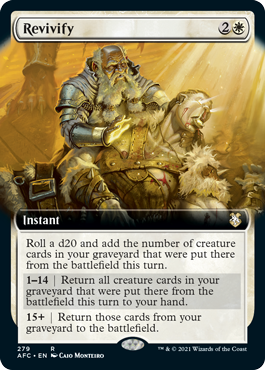 Revivify 2
Instant
Roll a d20 and add the number of creature
cards in your graveyard that were put there
from the battlefield this turn.
1–14 | Return all creature cards in your
graveyard that were put there from the
battlefield this turn to your hand.
15+ | Return those cards from your
graveyard to the battlefield.
279 R
AFC • EN CAIO MONTEIRO
™ & © 2021 Wizards of the Coast